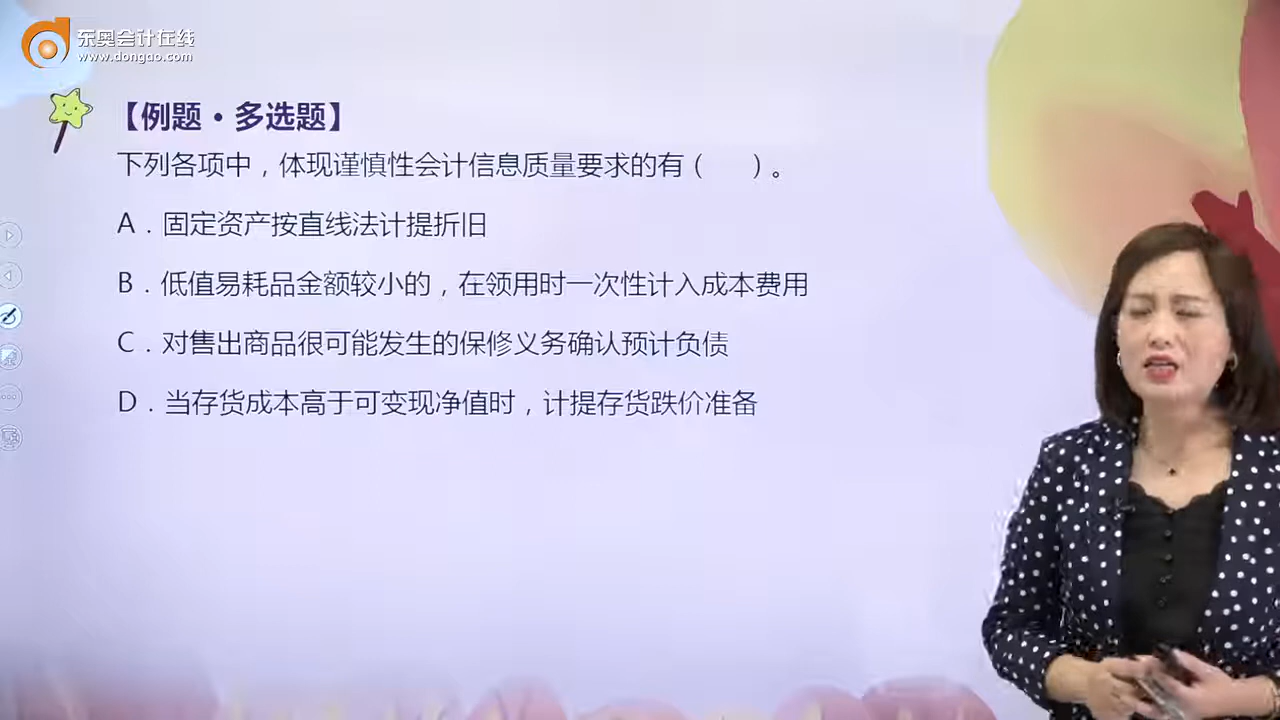 东奥会计在线
www.dongao.com
【例题·多选题】
下列各项中，体现谨慎性会计信息质量要求的有（　　）。
A．固定资产按直线法计提折旧
B．低值易耗品金额较小的，在领用时一次性计入成本费用
C．对售出商品很可能发生的保修义务确认预计负债
D．当存货成本高于可变现净值时，计提存货跌价准备